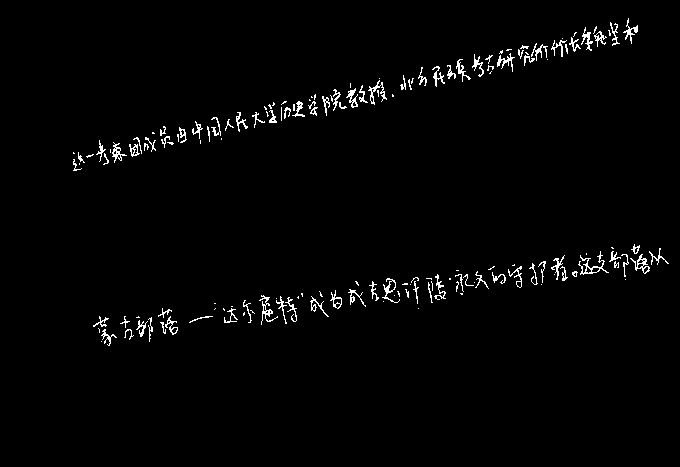 这一考察团成员由中国人民大学历史学院教授、北方民族考古研究所所长魏坚和
蒙古部落—“达尔扈特”成为成吉思汗陵永久的守护者。这支部落从